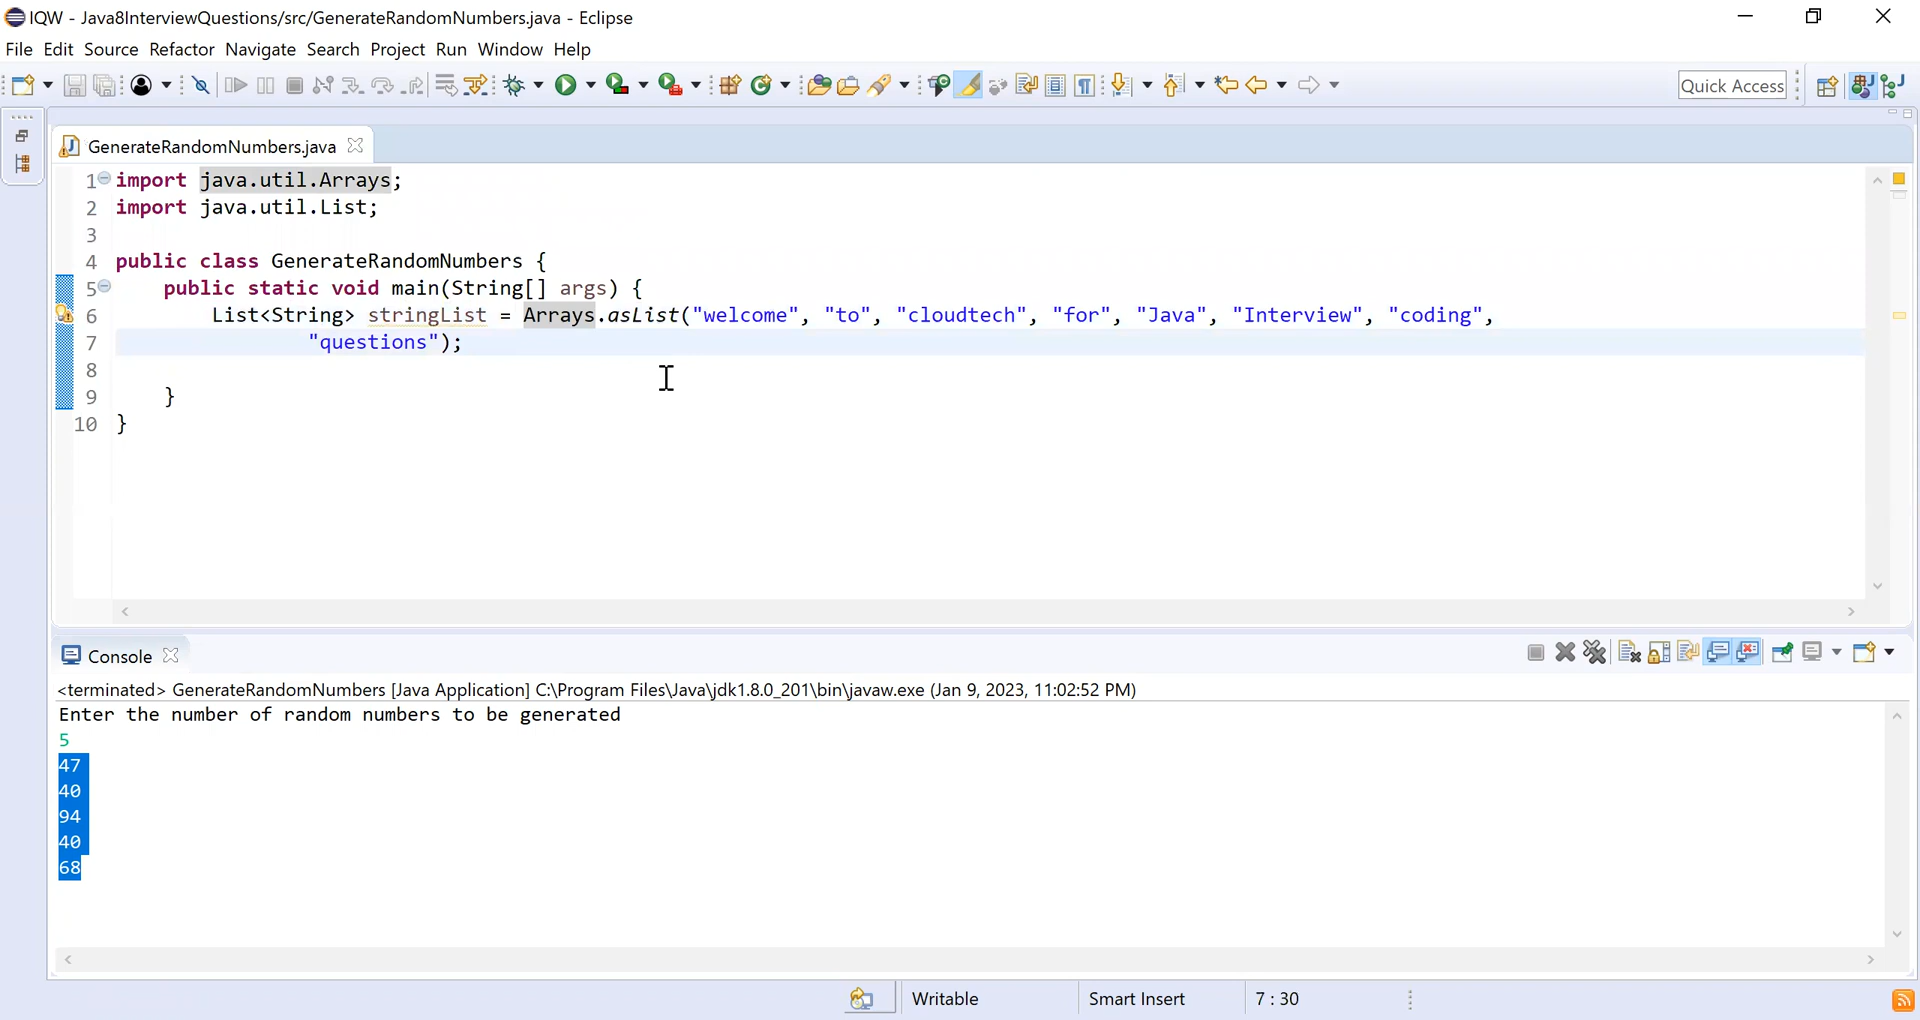 IQW - Java8InterviewQuestions/src/GenerateRandomNumbers.java - Eclipse
File Edit Source Refactor Navigate Search Project Run Window Help
Quick Access
GenerateRandomNumbers.java
1 import java.util.Arrays;
2 import java.util.List;
3
4 public class GenerateRandomNumbers {
5 public static void main(String[] args) {
6 List<String> stringList = Arrays.asList("welcome", "to", "cloudtech", "for", "Java", "Interview", "coding",
7 "questions");
8
9 }
10 }
Console
<terminated> GenerateRandomNumbers [Java Application] C:\Program Files\Java\jdk1.8.0_201\bin\javaw.exe (Jan 9, 2023, 11:02:52 PM)
Enter the number of random numbers to be generated
5
47
40
94
40
68
Writable Smart Insert 7 : 30